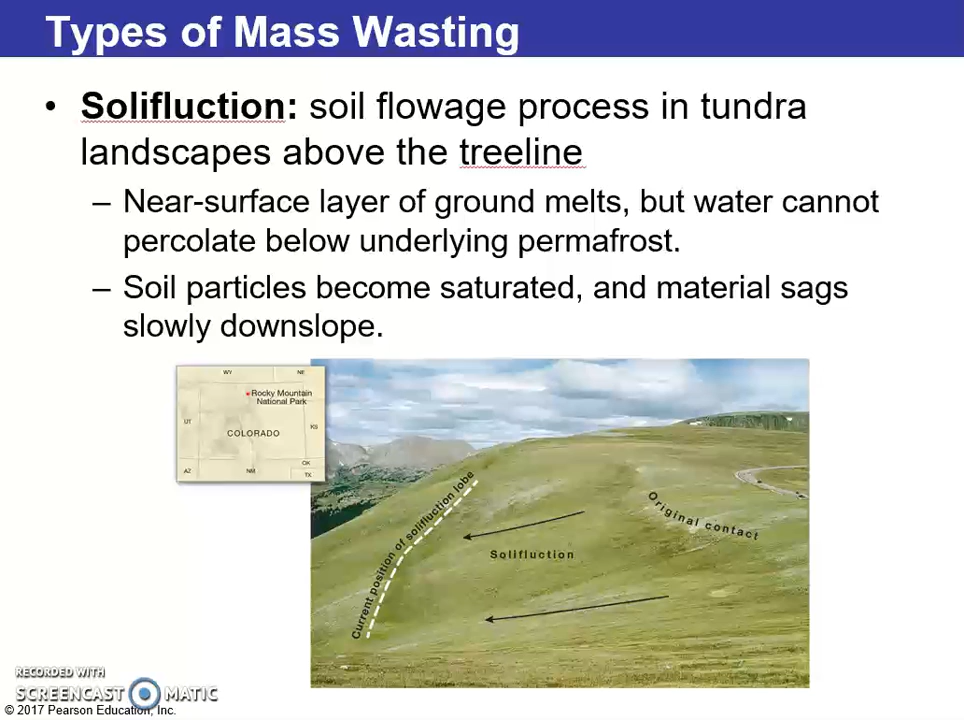 Types of Mass Wasting
• Solifluction: soil flowage process in tundra
landscapes above the treeline
– Near-surface layer of ground melts, but water cannot
percolate below underlying permafrost.
– Soil particles become saturated, and material sags
slowly downslope.
WY NE
Rocky Mountain
National Park
UT KS
COLORADO
OK
AZ NM TX
Current position of solifluction lobe
Original contact
Solifluction
RECORDED WITH
SCREENCAST MATIC
© 2017 Pearson Education, Inc.